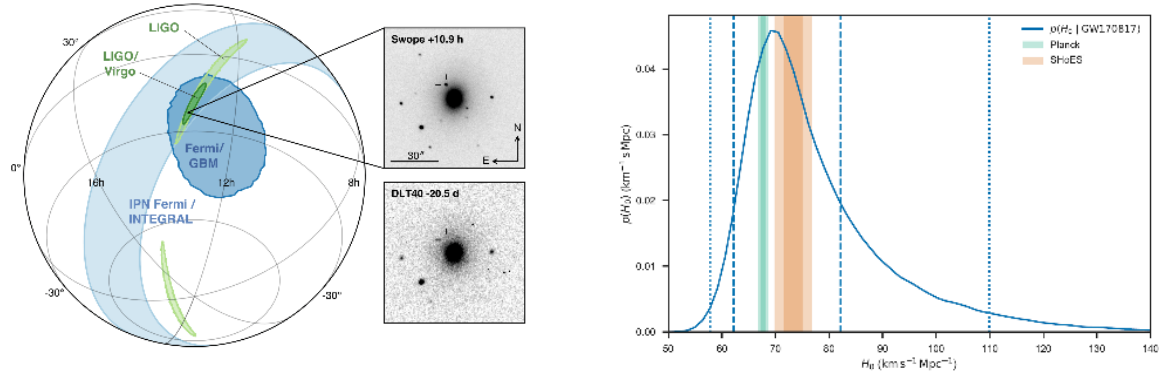 30°
LIGO
LIGO/
Virgo
Fermi/
GBM
0°
16h
12h
8h
IPN Fermi /
INTEGRAL
-30°
-30°
Swope +10.9 h
N
E
30″
DLT40 -20.5 d
p(H₀ | GW170817)
Planck
SHoES
p(H₀) (km⁻¹ s Mpc)
0.04
0.03
0.02
0.01
0.00
50
60
70
80
90
100
110
120
130
140
H₀ (km s⁻¹ Mpc⁻¹)